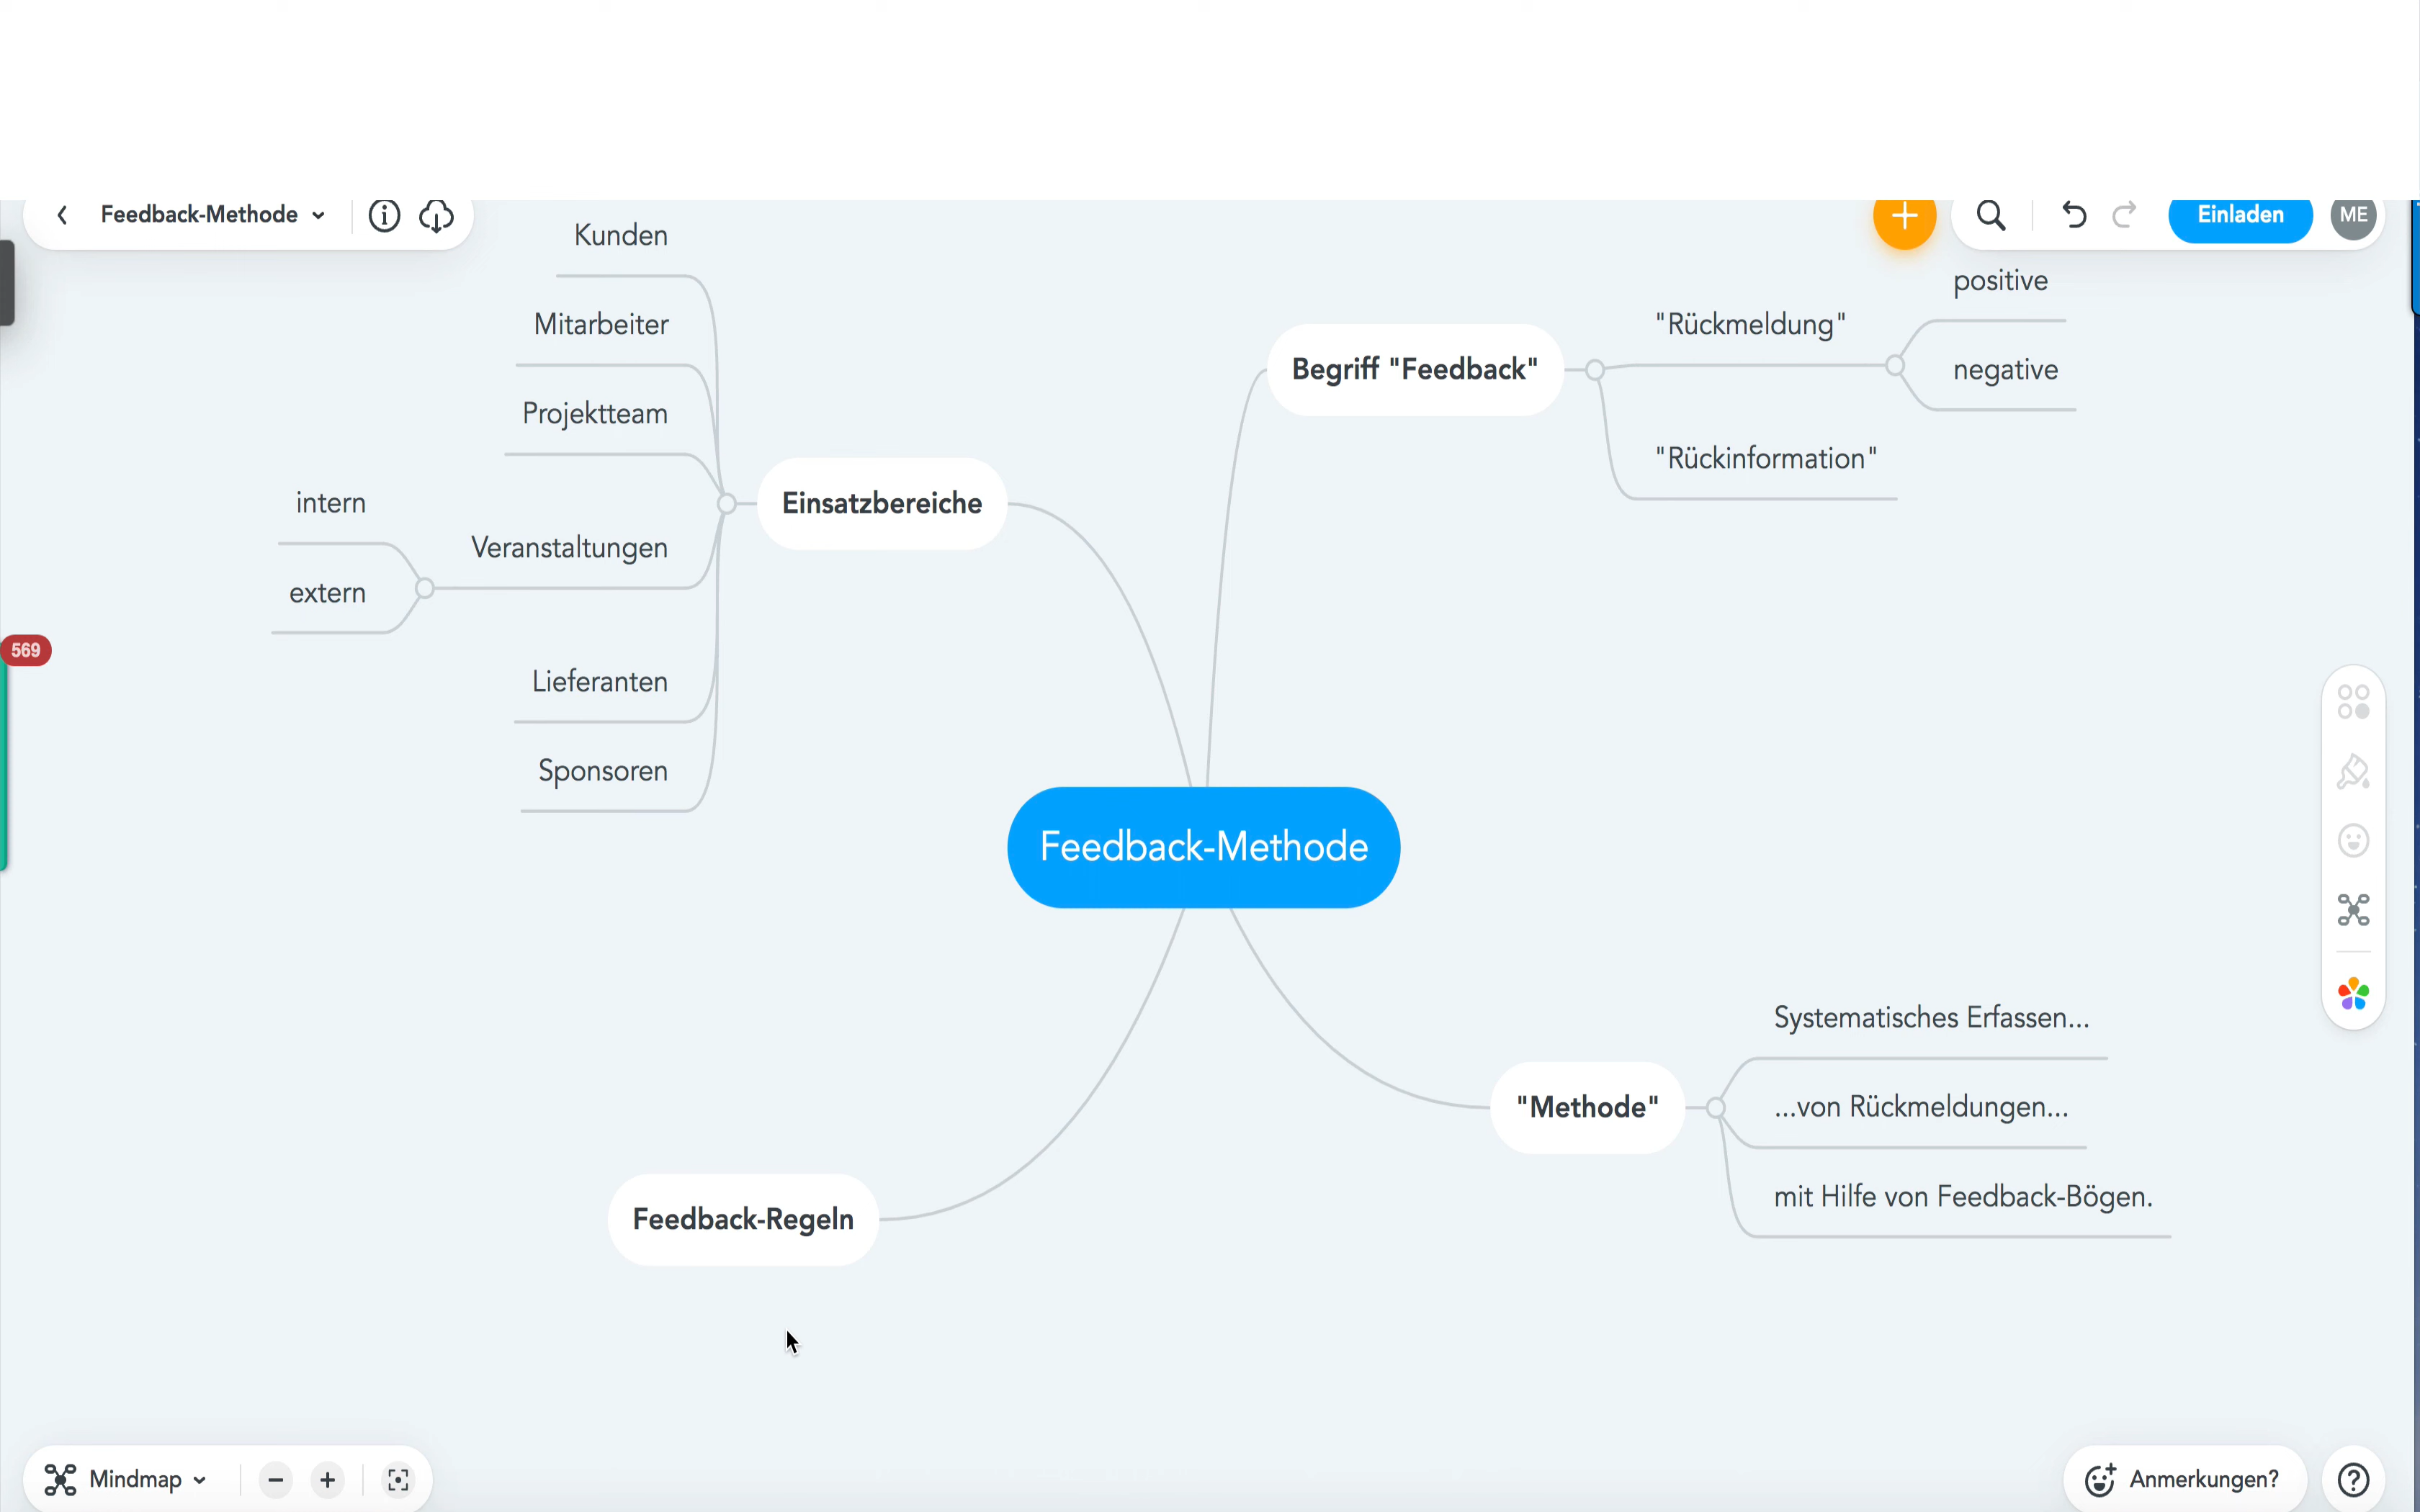 Feedback-Methode
Einladen
ME
Kunden
Mitarbeiter
Projektteam
intern
Veranstaltungen
extern
Lieferanten
Sponsoren
Einsatzbereiche
569
Begriff "Feedback"
"Rückmeldung"
positive
negative
"Rückinformation"
Feedback-Methode
"Methode"
Systematisches Erfassen...
...von Rückmeldungen...
mit Hilfe von Feedback-Bögen.
Feedback-Regeln
Mindmap
Anmerkungen?